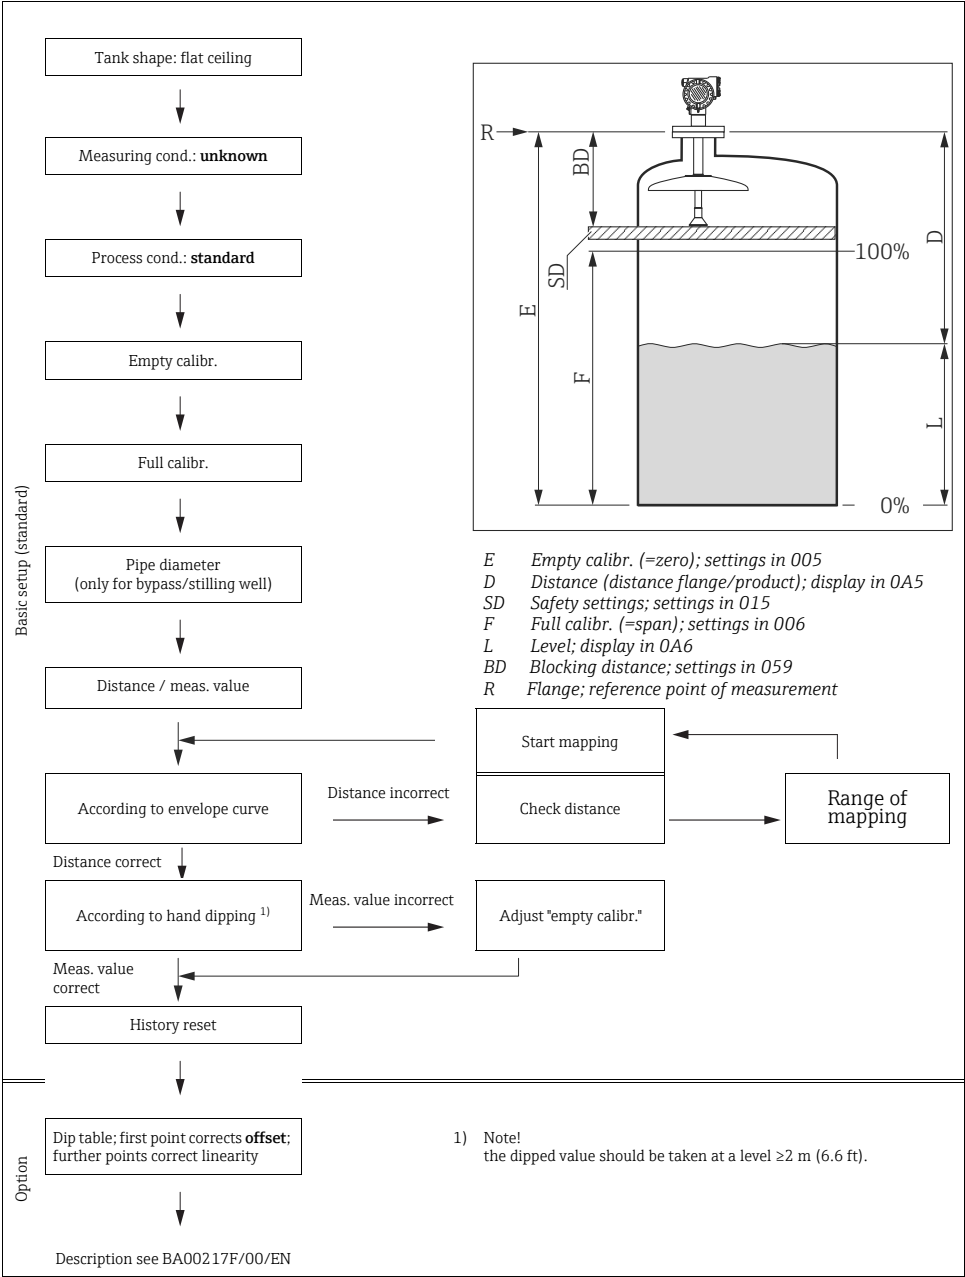 Tank shape: flat ceiling
Measuring cond.: unknown
Process cond.: standard
Empty calibr.
Full calibr.
Pipe diameter
(only for bypass/stilling well)
Distance / meas. value
Basic setup (standard)
R
BD
SD
E
F
D
L
100%
0%
E Empty calibr. (=zero); settings in 005
D Distance (distance flange/product); display in 0A5
SD Safety settings; settings in 015
F Full calibr. (=span); settings in 006
L Level; display in 0A6
BD Blocking distance; settings in 059
R Flange; reference point of measurement
Start mapping
According to envelope curve
Distance incorrect
Check distance
Range of
mapping
Distance correct
According to hand dipping 1)
Meas. value incorrect
Adjust "empty calibr."
Meas. value
correct
History reset
Option
Dip table; first point corrects offset;
further points correct linearity
1) Note!
the dipped value should be taken at a level ≥2 m (6.6 ft).
Description see BA00217F/00/EN